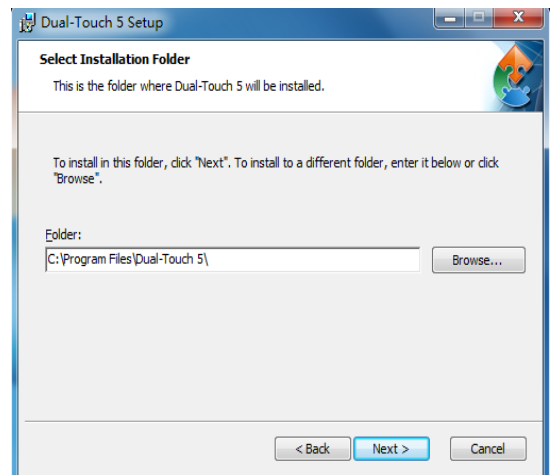 Dual-Touch 5 Setup
Select Installation Folder
This is the folder where Dual-Touch 5 will be installed.
To install in this folder, click "Next". To install to a different folder, enter it below or click
"Browse".
Folder:
C:\Program Files\Dual-Touch 5\
Browse...
< Back
Next >
Cancel